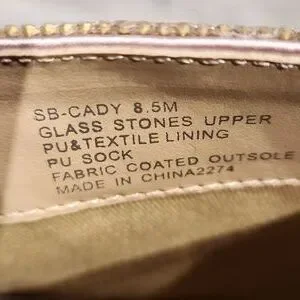 SB-CADY 8.5M
GLASS STONES UPPER
PU&TEXTILE LINING
PU SOCK
FABRIC COATED OUTSOLE
MADE IN CHINA2274